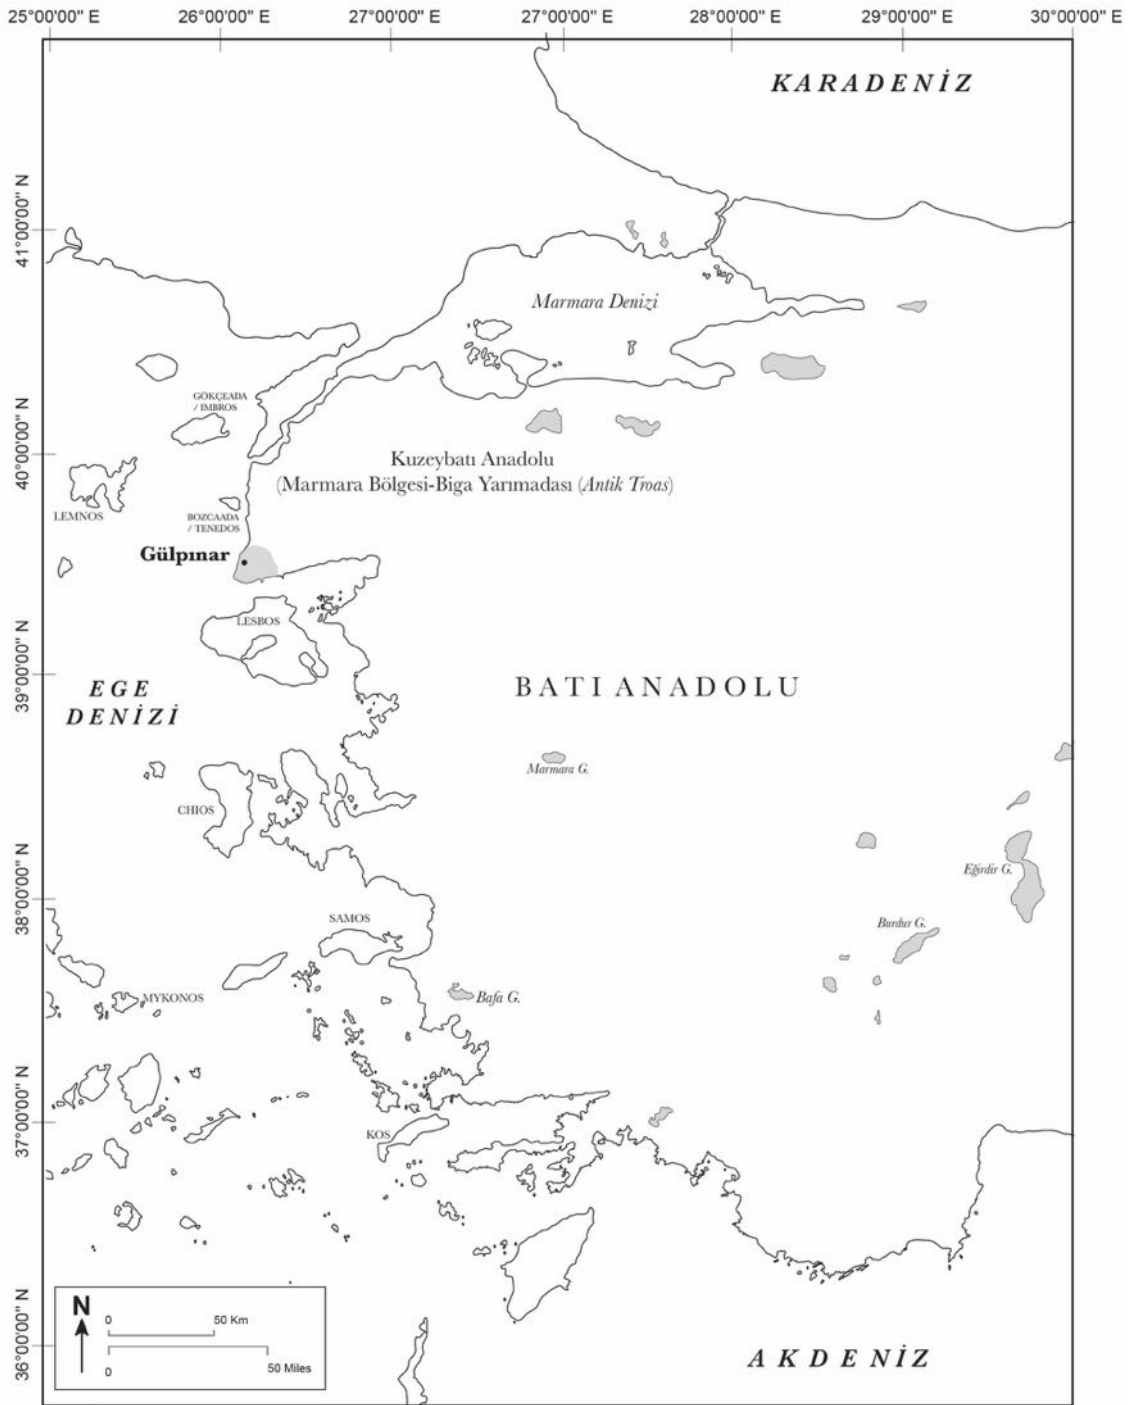 25°00'00" E
26°00'00" E
27°00'00" E
27°00'00" E
28°00'00" E
29°00'00" E
30°00'00" E
KARADENİZ
41°00'00" N
Marmara Denizi
GÖKÇEADA
/ IMBROS
40°00'00" N
Kuzeybatı Anadolu
(Marmara Bölgesi-Biga Yarımadası (Antik Troas)
LEMNOS
BOZCAADA
/ TENEDOS
Gülpınar
LESBOS
39°00'00" N
EGE
DENİZİ
BATI ANADOLU
Marmara G.
CHIOS
Eğirdir G.
38°00'00" N
SAMOS
Burdur G.
MYKONOS
Bafa G.
37°00'00" N
KOS
36°00'00" N
N
0
50 Km
0
50 Miles
AKDENİZ